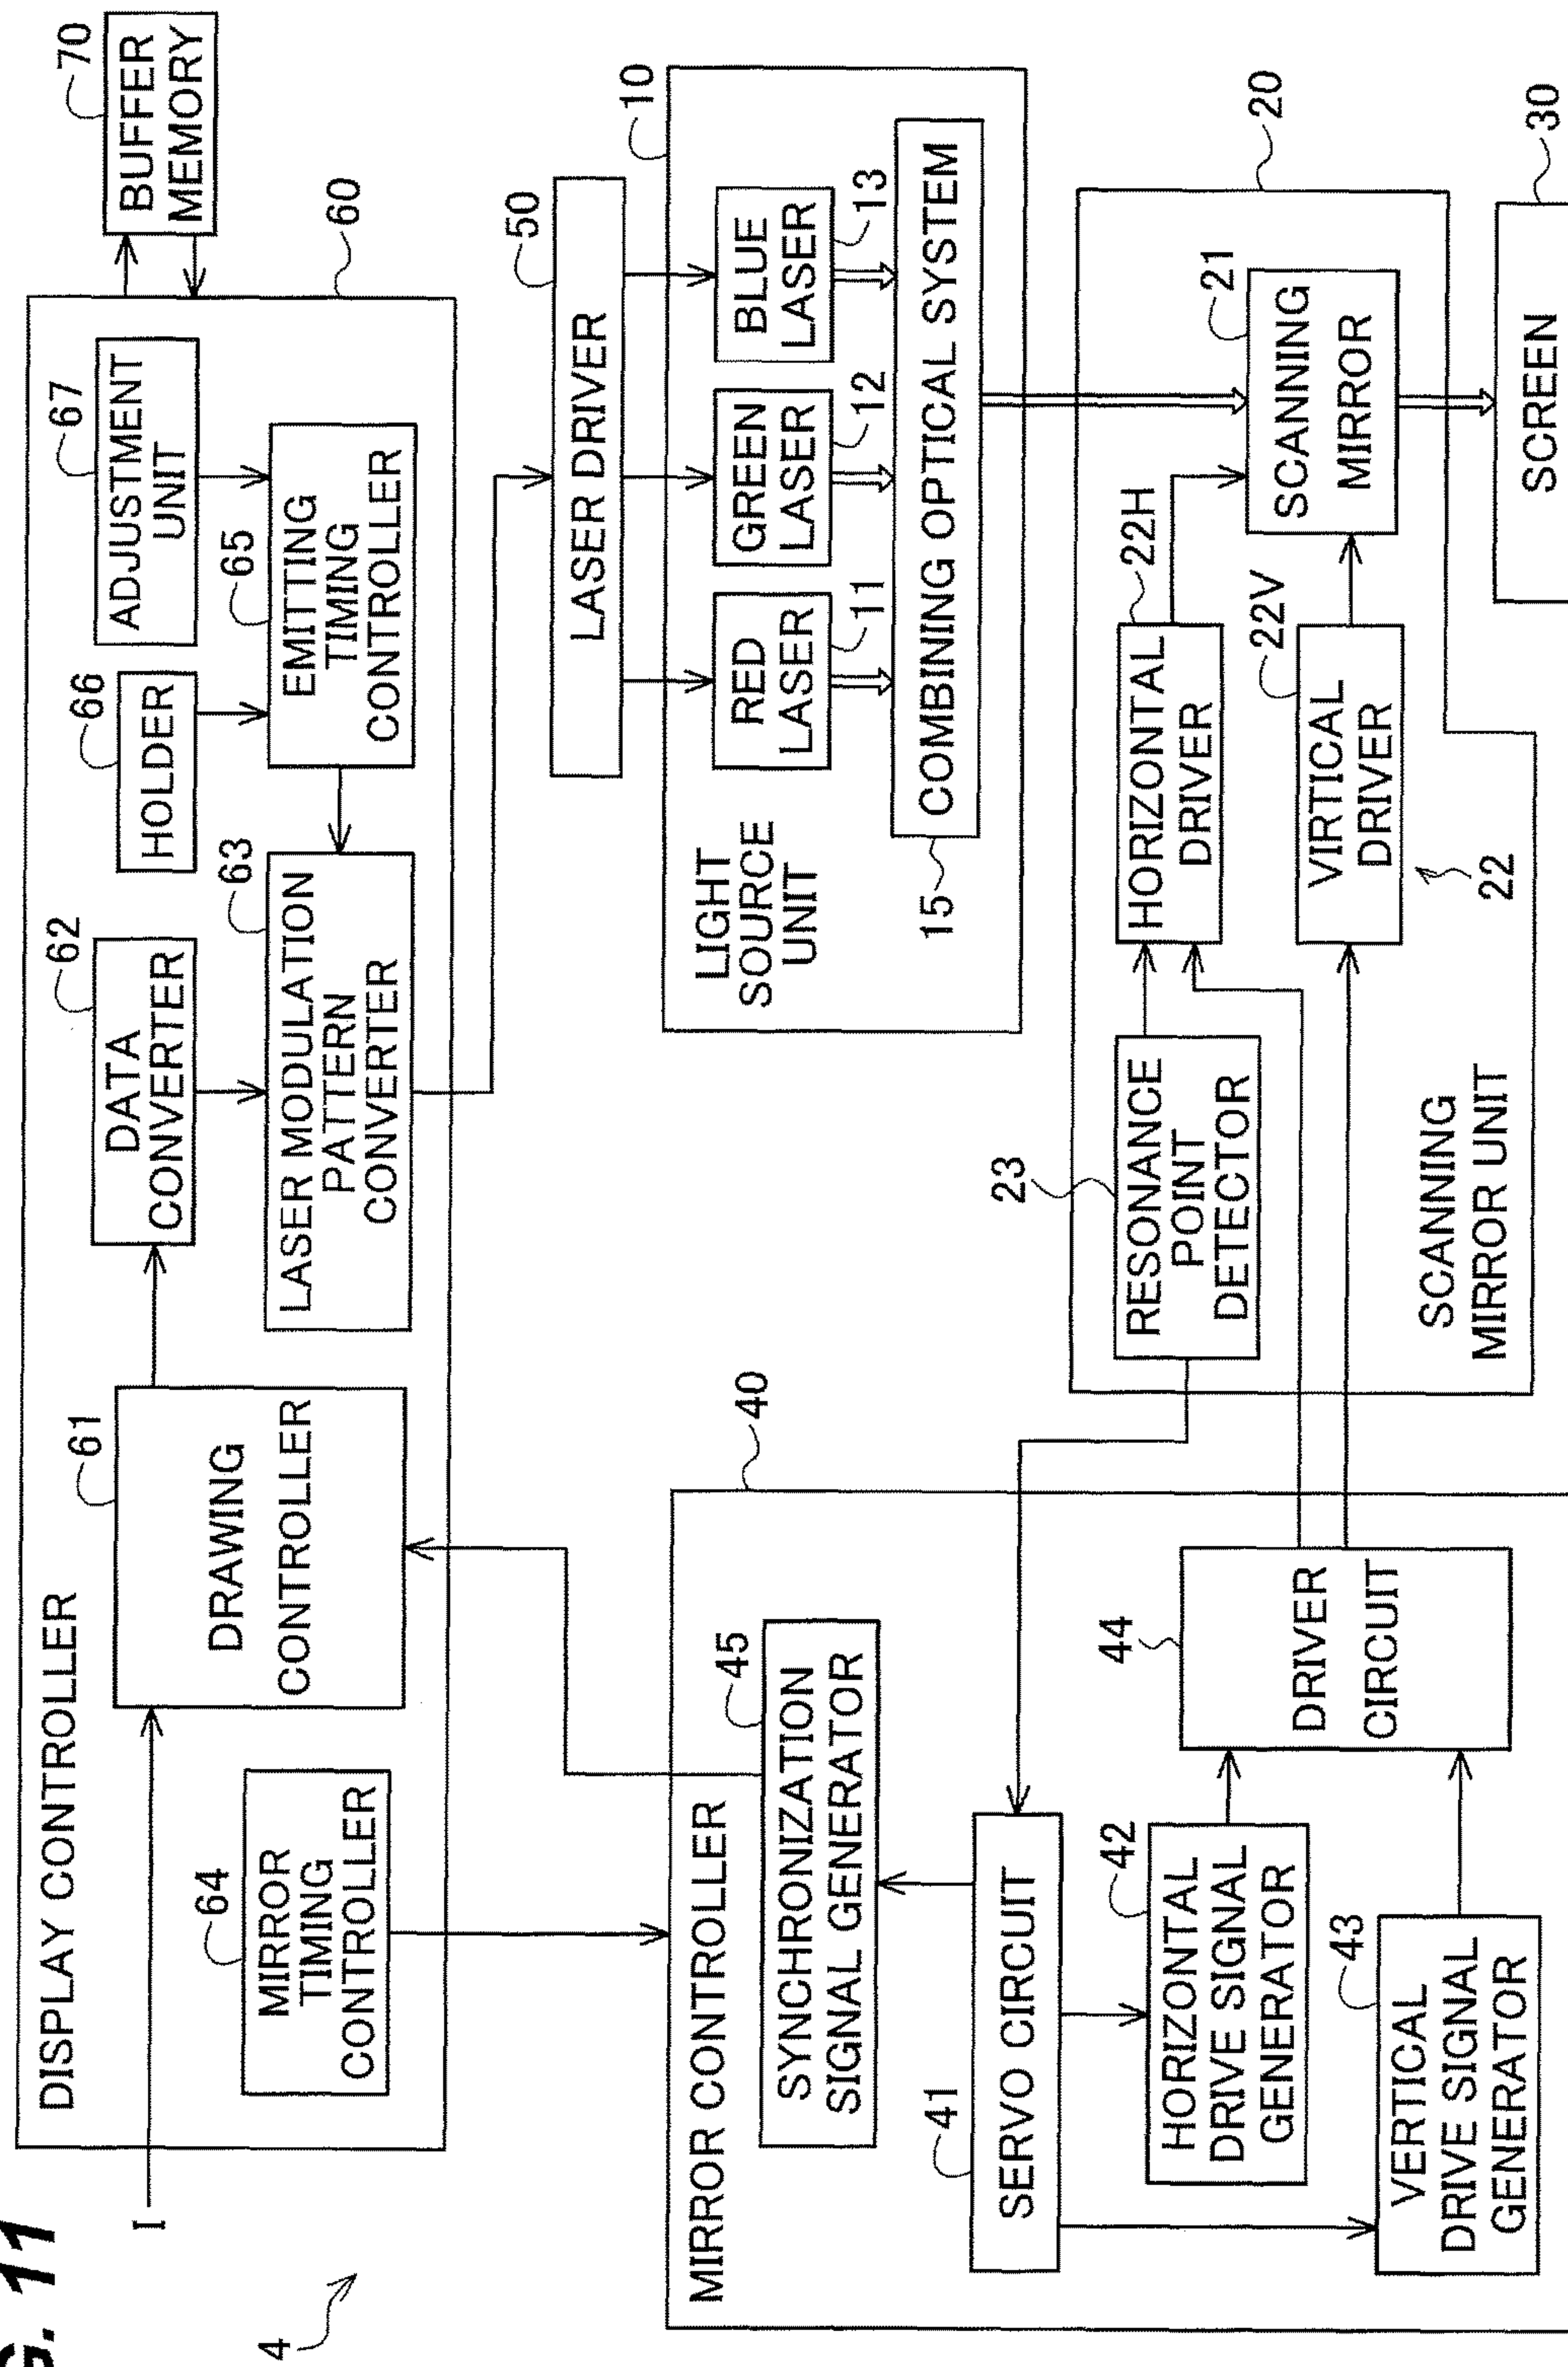 G. 11
4
I
DISPLAY CONTROLLER
60
MIRROR
TIMING
CONTROLLER
64
DRAWING
CONTROLLER
61
DATA
CONVERTER
62
LASER MODULATION
PATTERN
CONVERTER
63
HOLDER
66
ADJUSTMENT
UNIT
67
EMITTING
TIMING
CONTROLLER
65
BUFFER
MEMORY
70
LASER DRIVER
50
LIGHT
SOURCE
UNIT
10
RED
LASER
11
GREEN
LASER
12
BLUE
LASER
13
COMBINING OPTICAL SYSTEM
15
MIRROR CONTROLLER
40
SYNCHRONIZATION
SIGNAL GENERATOR
45
SERVO CIRCUIT
41
HORIZONTAL
DRIVE SIGNAL
GENERATOR
42
VERTICAL
DRIVE SIGNAL
GENERATOR
43
DRIVER
CIRCUIT
44
SCANNING
MIRROR UNIT
20
RESONANCE
POINT
DETECTOR
23
HORIZONTAL
DRIVER
22H
VIRTICAL
DRIVER
22V
22
SCANNING
MIRROR
21
SCREEN
30